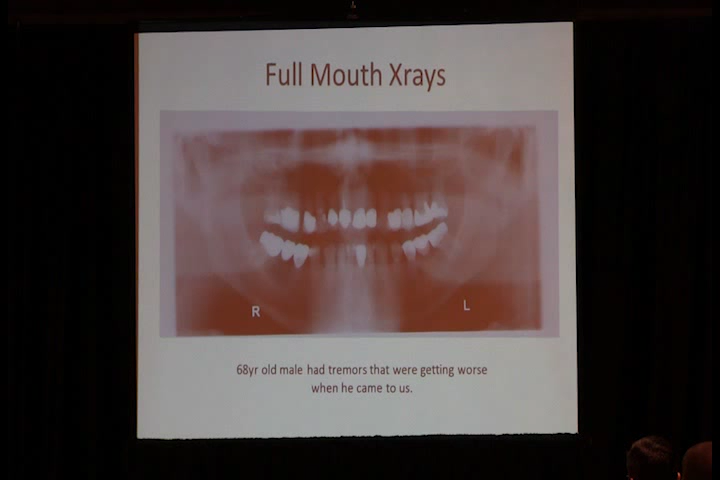 Full Mouth Xrays
R
L
68yr old male had tremors that were getting worse
when he came to us.